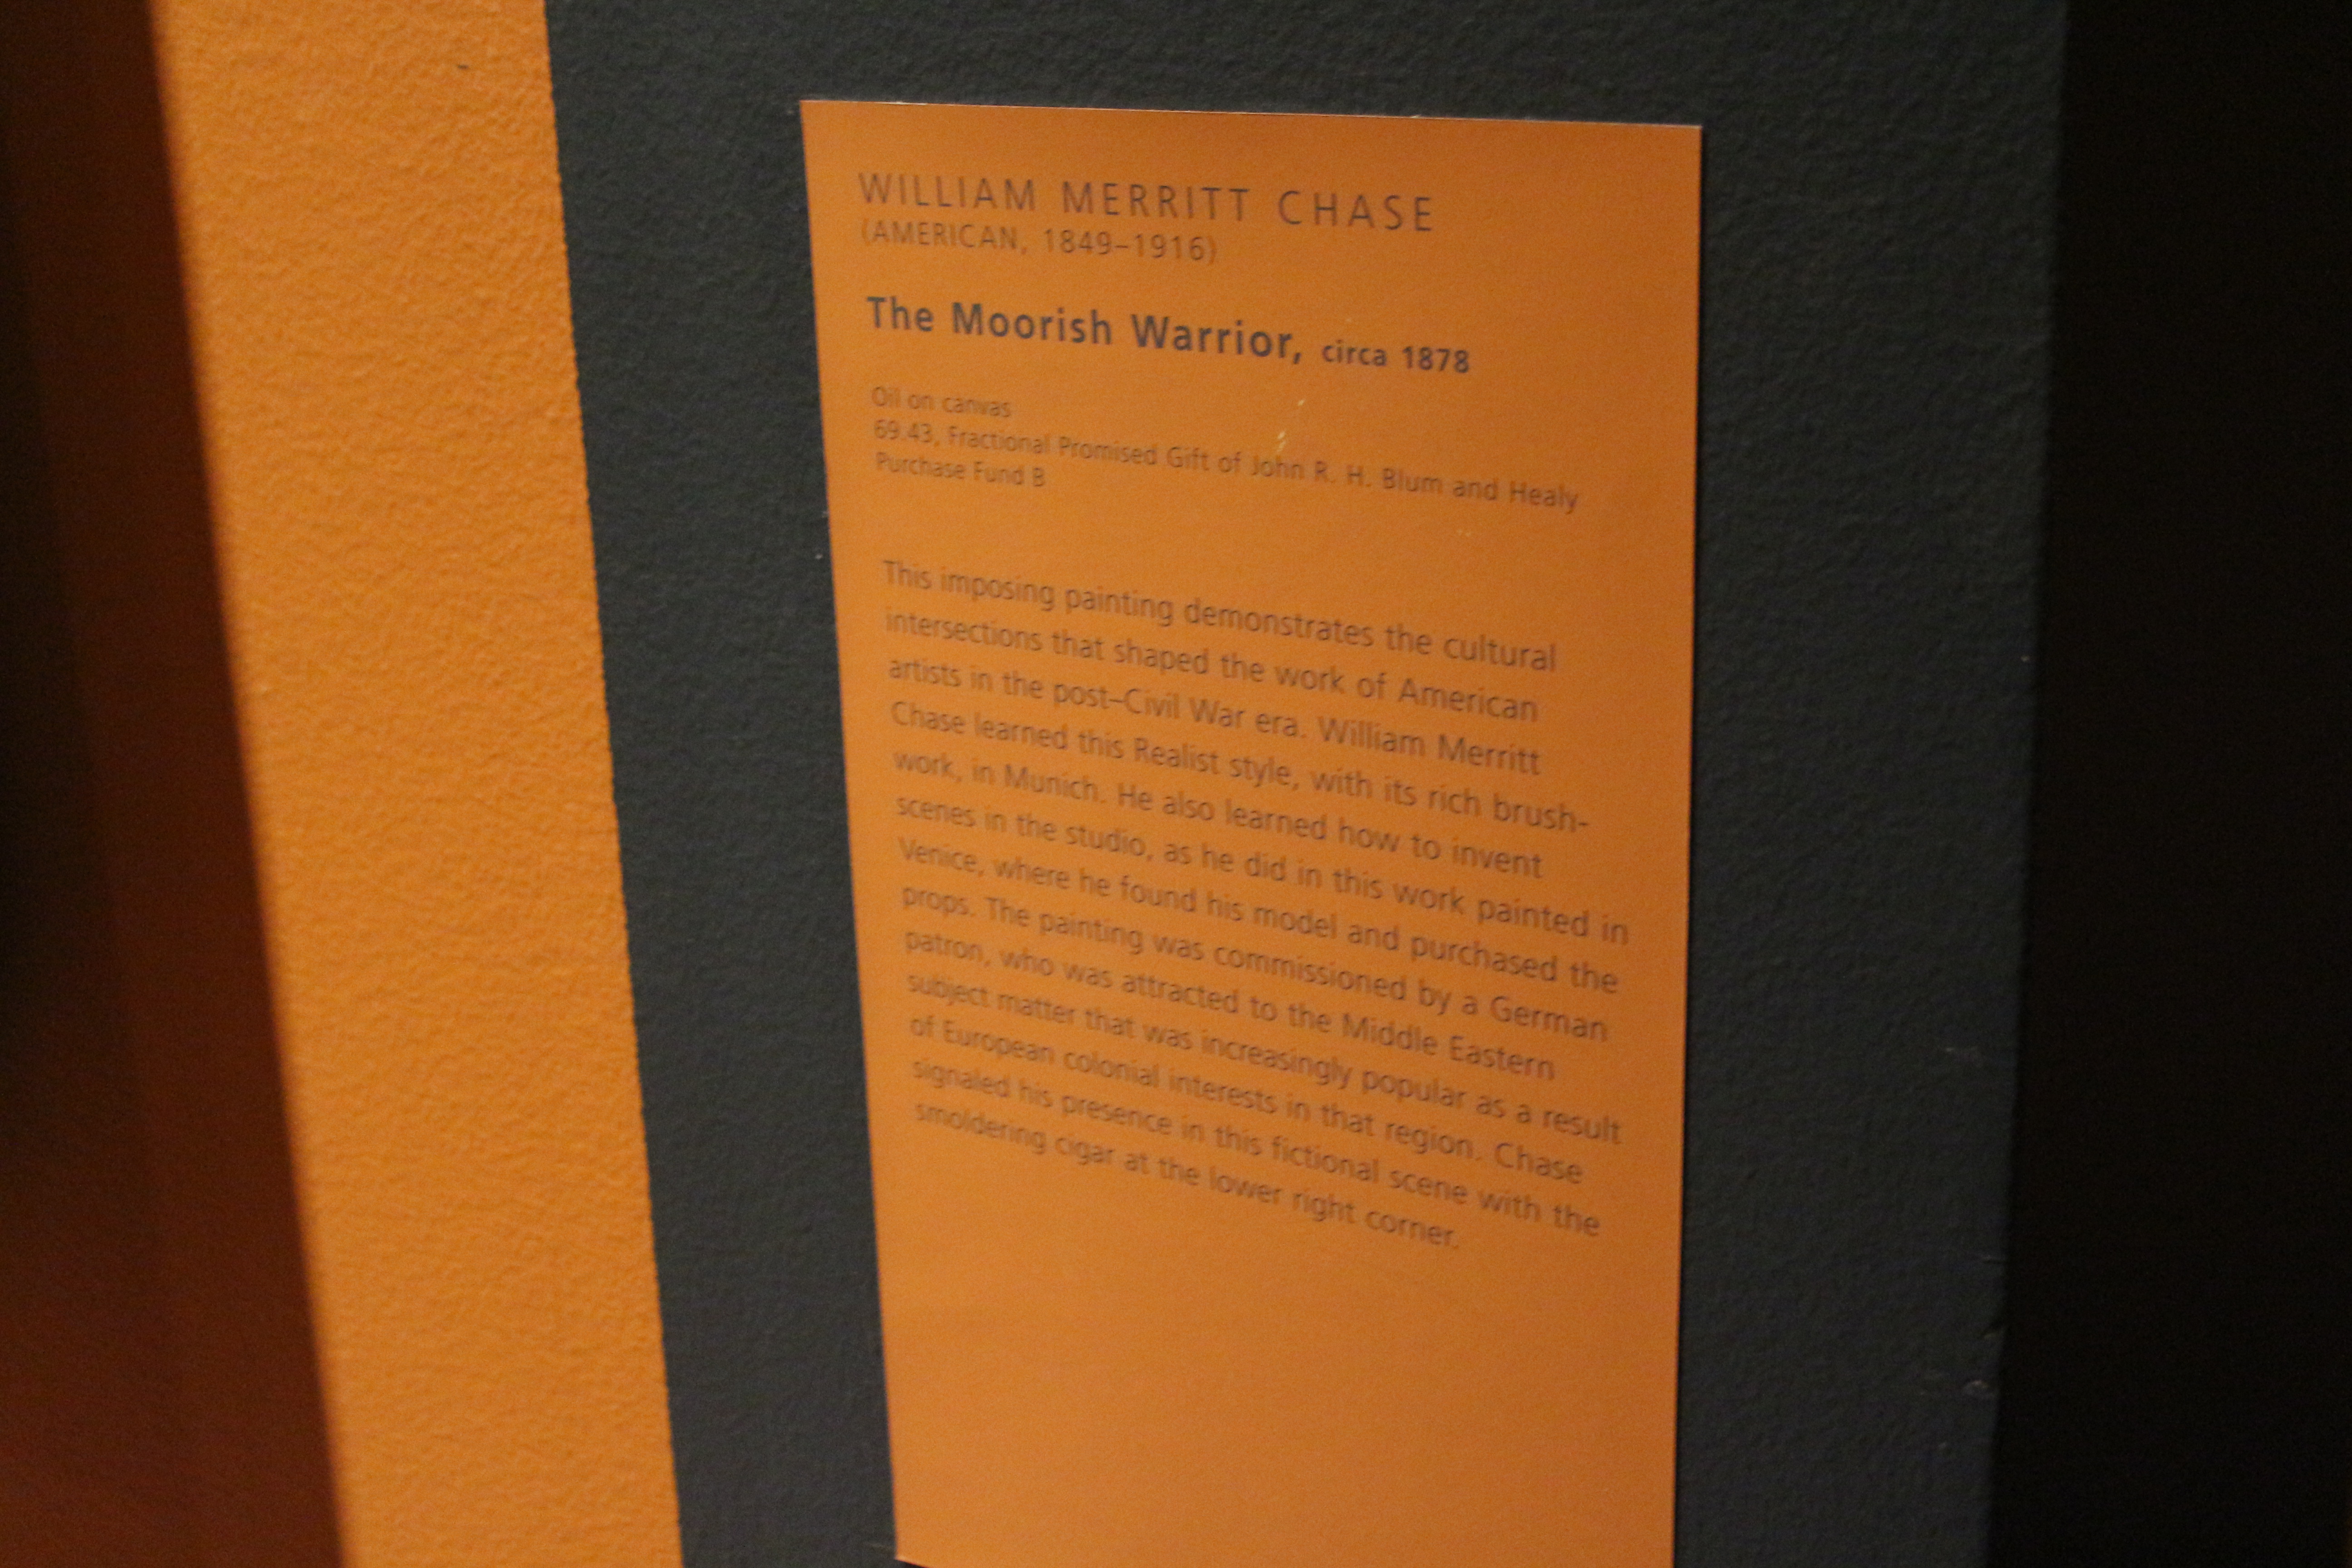 WILLIAM MERRITT CHASE
(AMERICAN, 1849–1916)
The Moorish Warrior, circa 1878
Oil on canvas
69.43, Fractional Promised Gift of John R. H. Blum and Healy
Purchase Fund B
This imposing painting demonstrates the cultural
intersections that shaped the work of American
artists in the post–Civil War era. William Merritt
Chase learned this Realist style, with its rich brush-
work, in Munich. He also learned how to invent
scenes in the studio, as he did in this work painted in
Venice, where he found his model and purchased the
props. The painting was commissioned by a German
patron, who was attracted to the Middle Eastern
subject matter that was increasingly popular as a result
of European colonial interests in that region. Chase
signaled his presence in this fictional scene with the
smoldering cigar at the lower right corner.